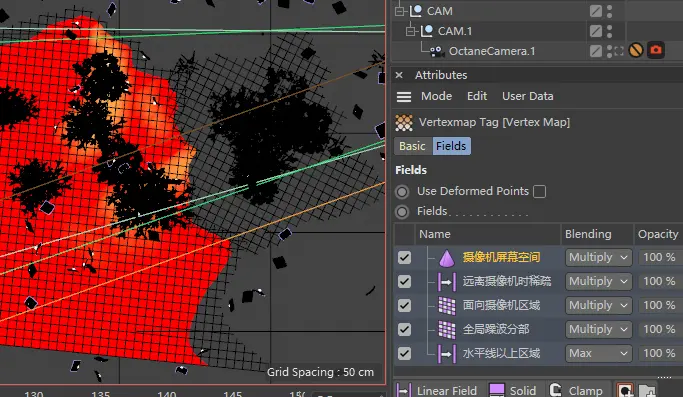 CAM
CAM.1
OctaneCamera.1
Attributes
Mode Edit User Data
Vertexmap Tag [Vertex Map]
Basic Fields
Fields
Use Deformed Points
Fields . . . . . . . . . . . .
Name Blending Opacity
摄像机屏幕空间 Multiply 100 %
远离摄像机时稀疏 Multiply 100 %
面向摄像机区域 Multiply 100 %
全局躁波分部 Multiply 100 %
水平线以上区域 Max 100 %
Linear Field Solid Clamp
Grid Spacing : 50 cm
130 135 140 145